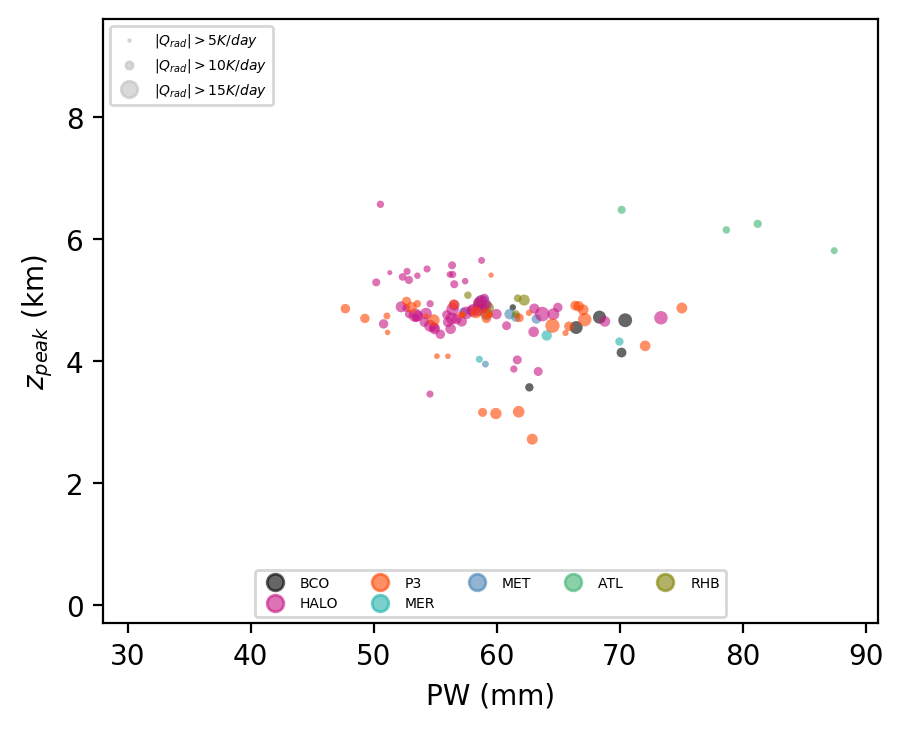 |Q_rad| > 5K/day
|Q_rad| > 10K/day
|Q_rad| > 15K/day
8
6
4
2
0
z_peak (km)
BCO P3 MET ATL RHB
HALO MER
30 40 50 60 70 80 90
PW (mm)